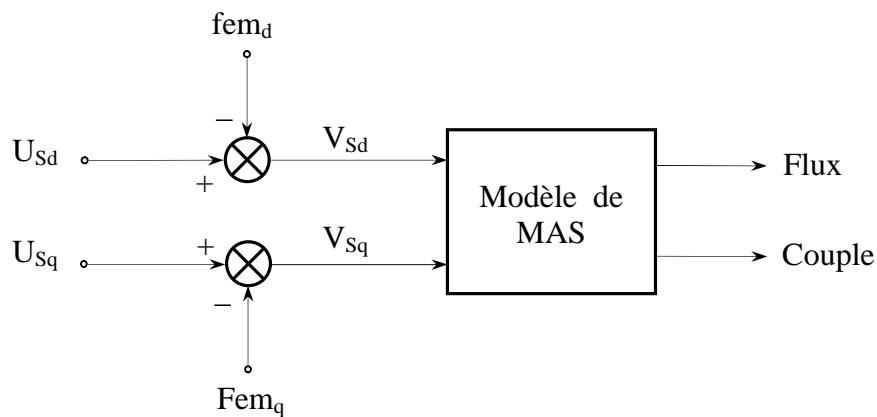 fem_d
−
U_Sd
+
V_Sd
Flux
Modèle de
MAS
U_Sq
+
V_Sq
−
Couple
Fem_q